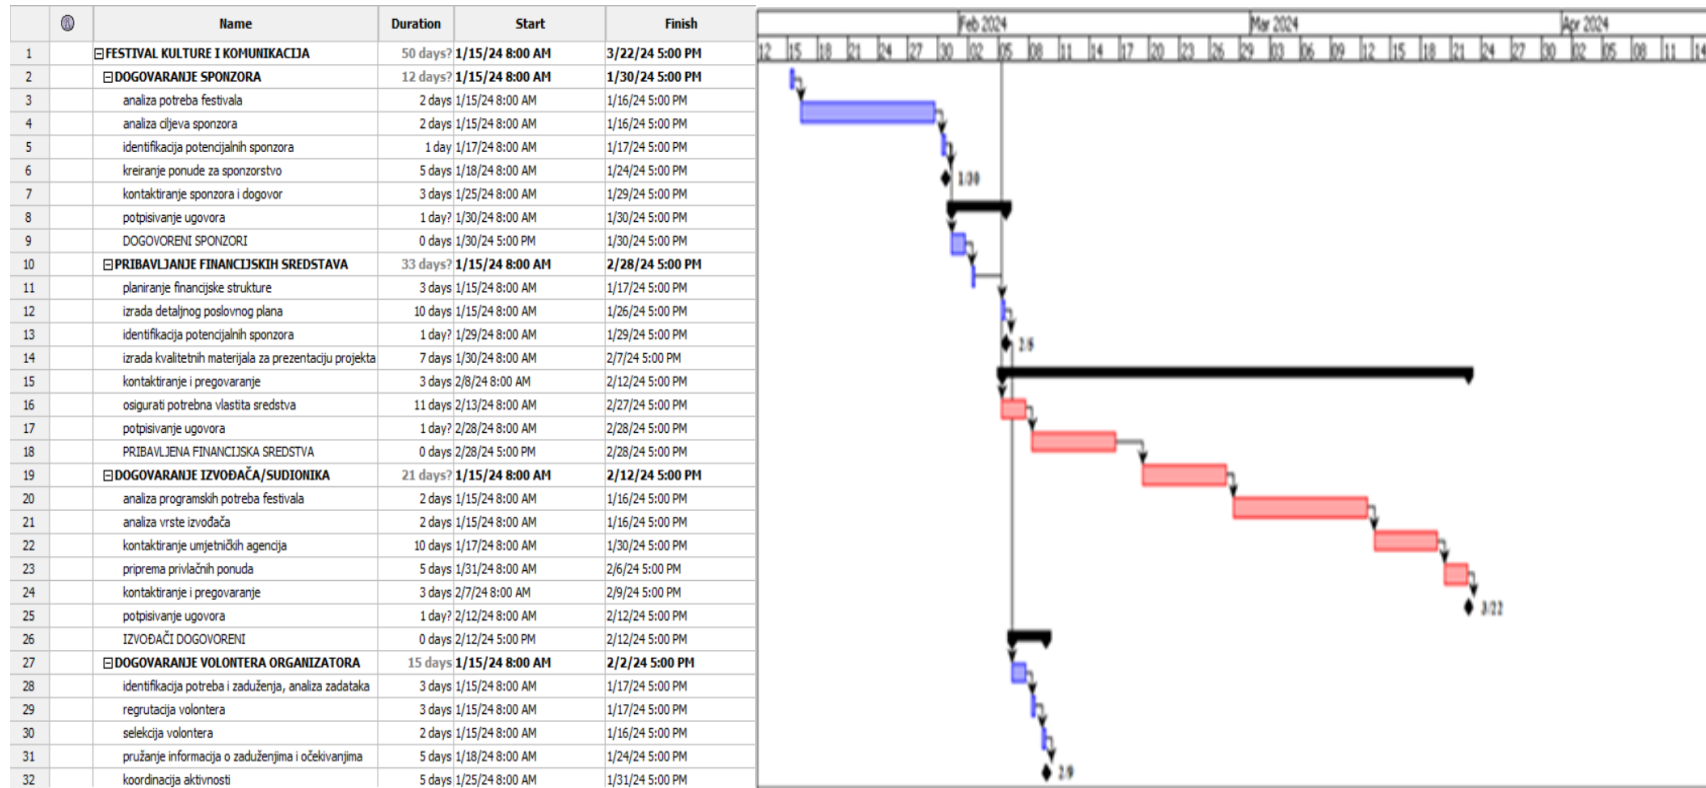 Name Duration Start Finish
Feb 2024 Mar 2024 Apr 2024
12 15 18 21 24 27 30 02 05 08 11 14 17 20 23 26 29 03 06 09 12 15 18 21 24 27 30 02 05 08 11 14
1 FESTIVAL KULTURE I KOMUNIKACIJA 50 days? 1/15/24 8:00 AM 3/22/24 5:00 PM
2 DOGOVARANJE SPONZORA 12 days? 1/15/24 8:00 AM 1/30/24 5:00 PM
3 analiza potreba festivala 2 days 1/15/24 8:00 AM 1/16/24 5:00 PM
4 analiza ciljeva sponzora 2 days 1/15/24 8:00 AM 1/16/24 5:00 PM
5 identifikacija potencijalnih sponzora 1 day 1/17/24 8:00 AM 1/17/24 5:00 PM
6 kreiranje ponude za sponzorstvo 5 days 1/18/24 8:00 AM 1/24/24 5:00 PM
1/30
7 kontaktiranje sponzora i dogovor 3 days 1/25/24 8:00 AM 1/29/24 5:00 PM
8 potpisivanje ugovora 1 day? 1/30/24 8:00 AM 1/30/24 5:00 PM
9 DOGOVORENI SPONZORI 0 days 1/30/24 5:00 PM 1/30/24 5:00 PM
10 PRIBAVLJANJE FINANCIJSKIH SREDSTAVA 33 days? 1/15/24 8:00 AM 2/28/24 5:00 PM
11 planiranje financijske strukture 3 days 1/15/24 8:00 AM 1/17/24 5:00 PM
12 izrada detaljnog poslovnog plana 10 days 1/15/24 8:00 AM 1/26/24 5:00 PM
13 identifikacija potencijalnih sponzora 1 day? 1/29/24 8:00 AM 1/29/24 5:00 PM
14 izrada kvalitetnih materijala za prezentaciju projekta 7 days 1/30/24 8:00 AM 2/7/24 5:00 PM
15 kontaktiranje i pregovaranje 3 days 2/8/24 8:00 AM 2/12/24 5:00 PM
16 osigurati potrebna vlastita sredstva 11 days 2/13/24 8:00 AM 2/27/24 5:00 PM
17 potpisivanje ugovora 1 day? 2/28/24 8:00 AM 2/28/24 5:00 PM
18 PRIBAVLJENA FINANCIJSKA SREDSTVA 0 days 2/28/24 5:00 PM 2/28/24 5:00 PM
19 DOGOVARANJE IZVOĐAČA/SUDIONIKA 21 days? 1/15/24 8:00 AM 2/12/24 5:00 PM
20 analiza programskih potreba festivala 2 days 1/15/24 8:00 AM 1/16/24 5:00 PM
21 analiza vrste izvođača 2 days 1/15/24 8:00 AM 1/16/24 5:00 PM
22 kontaktiranje umjetničkih agencija 10 days 1/17/24 8:00 AM 1/30/24 5:00 PM
23 priprema privlačnih ponuda 5 days 1/31/24 8:00 AM 2/6/24 5:00 PM
24 kontaktiranje i pregovaranje 3 days 2/7/24 8:00 AM 2/9/24 5:00 PM
3/22
25 potpisivanje ugovora 1 day? 2/12/24 8:00 AM 2/12/24 5:00 PM
26 IZVOĐAČI DOGOVORENI 0 days 2/12/24 5:00 PM 2/12/24 5:00 PM
27 DOGOVARANJE VOLONTERA ORGANIZATORA 15 days 1/15/24 8:00 AM 2/2/24 5:00 PM
28 identifikacija potreba i zaduženja, analiza zadataka 3 days 1/15/24 8:00 AM 1/17/24 5:00 PM
29 regrutacija volontera 3 days 1/15/24 8:00 AM 1/17/24 5:00 PM
30 selekcija volontera 2 days 1/15/24 8:00 AM 1/16/24 5:00 PM
31 pružanje informacija o zaduženjima i očekivanjima 5 days 1/18/24 8:00 AM 1/24/24 5:00 PM
2/9
32 koordinacija aktivnosti 5 days 1/25/24 8:00 AM 1/31/24 5:00 PM